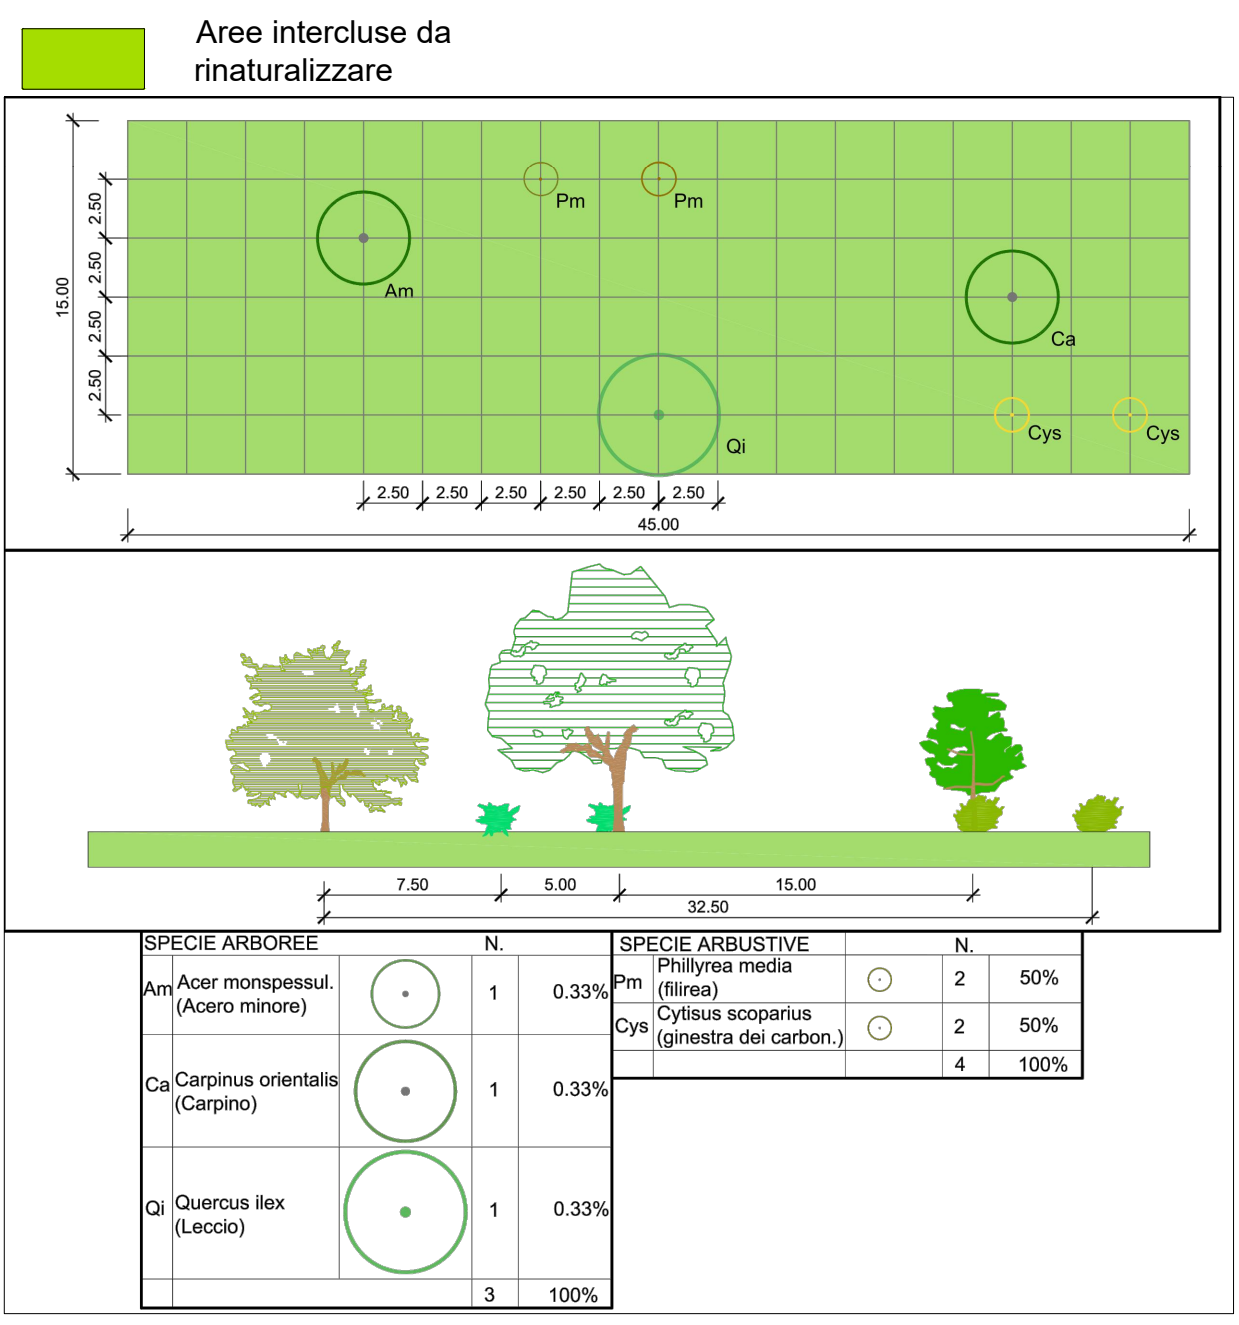 Aree intercluse da
rinaturalizzare
Pm
Pm
Am
Ca
Cys
Cys
Qi
2.50
2.50
2.50
2.50
15.00
2.50
2.50
2.50
2.50
2.50
2.50
45.00
7.50
5.00
15.00
32.50
SPECIE ARBOREE N.
Am Acer monspessul. (Acero minore) 1 0.33%
Ca Carpinus orientalis (Carpino) 1 0.33%
Qi Quercus ilex (Leccio) 1 0.33%
3 100%
SPECIE ARBUSTIVE N.
Pm Phillyrea media (filirea) 2 50%
Cys Cytisus scoparius (ginestra dei carbon.) 2 50%
4 100%